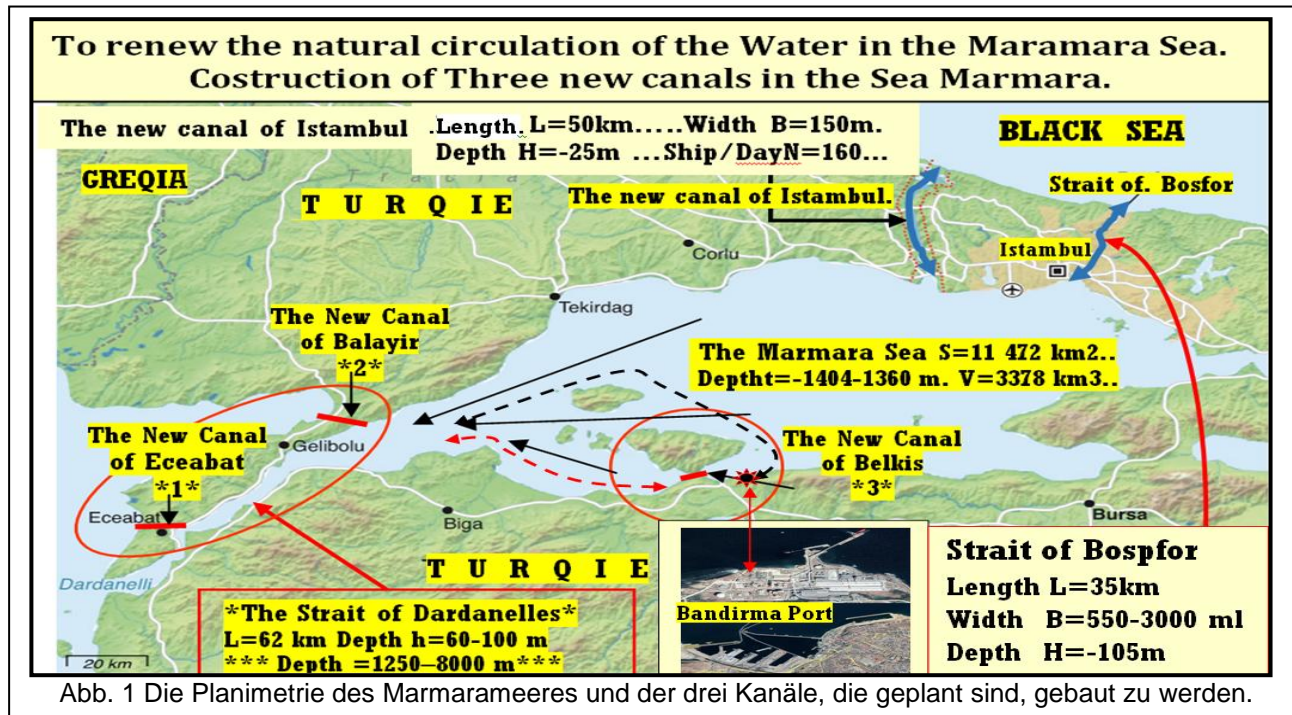 To renew the natural circulation of the Water in the Maramara Sea.
Costruction of Three new canals in the Sea Marmara.
The new canal of Istambul .Length. L=50km.....Width B=150m.
Depth H=-25m ...Ship/DayN=160...
BLACK SEA
GREQIA
Tracia
TURQIE
The new canal of Istambul.
Strait of. Bosfor
Istambul
Corlu
Tekirdag
The New Canal
of Balayir
*2*
The Marmara Sea S=11 472 km2..
Deptht=-1404-1360 m. V=3378 km3..
The New Canal
of Eceabat
*1*
Gelibolu
The New Canal
of Belkis
*3*
Eceabat
Biga
Bursa
Dardanelli
TURQIE
*The Strait of Dardanelles*
L=62 km Depth h=60-100 m
*** Depth =1250–8000 m***
20 km
Bandirma Port
Strait of Bospfor
Length L=35km
Width B=550-3000 ml
Depth H=-105m
Abb. 1 Die Planimetrie des Marmarameeres und der drei Kanäle, die geplant sind, gebaut zu werden.